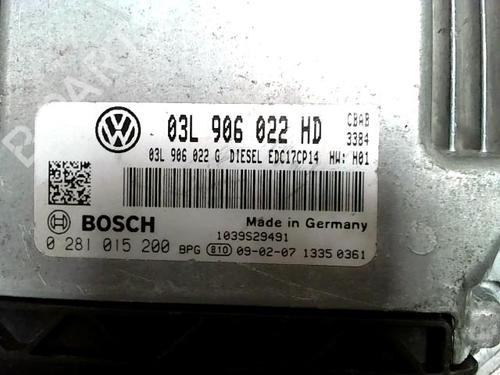 03L 906 022 HD
CBAB
3384
03L 906 022 G DIESEL EDC17CP14 HW: H01
BOSCH
Made in Germany
1039S29491
0 281 015 200 BPG 810 09-02-07 1335 0361